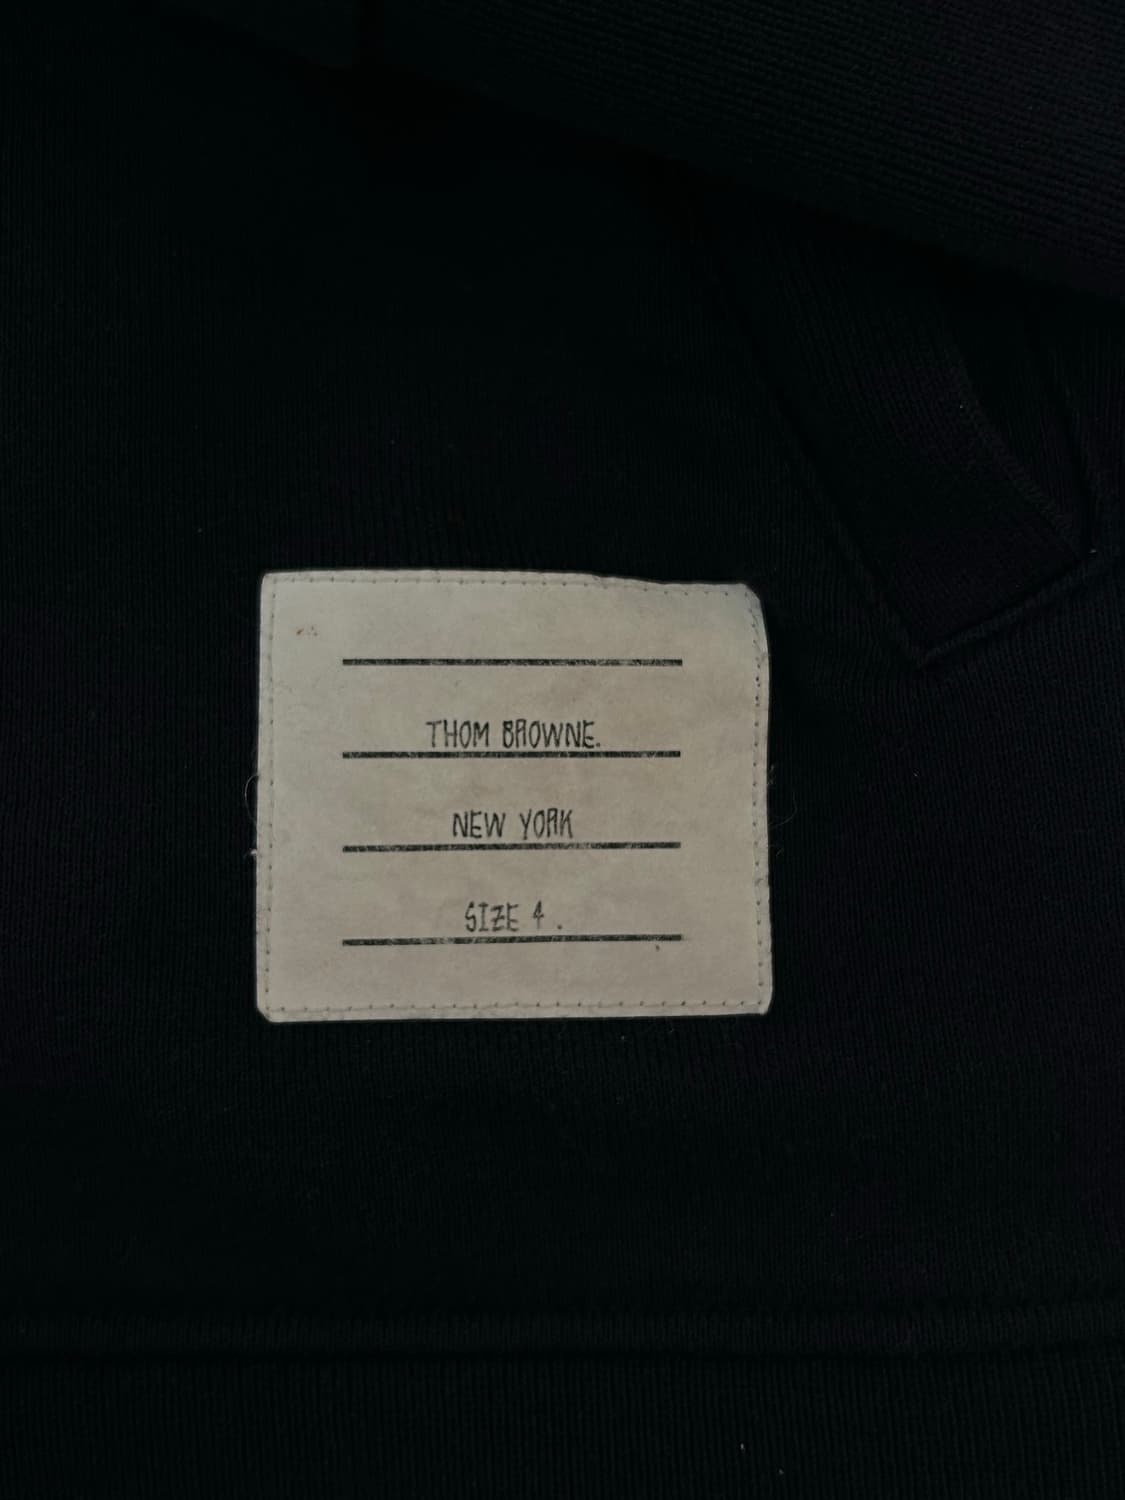 THOM BROWNE.
NEW YORK
SIZE 4 .